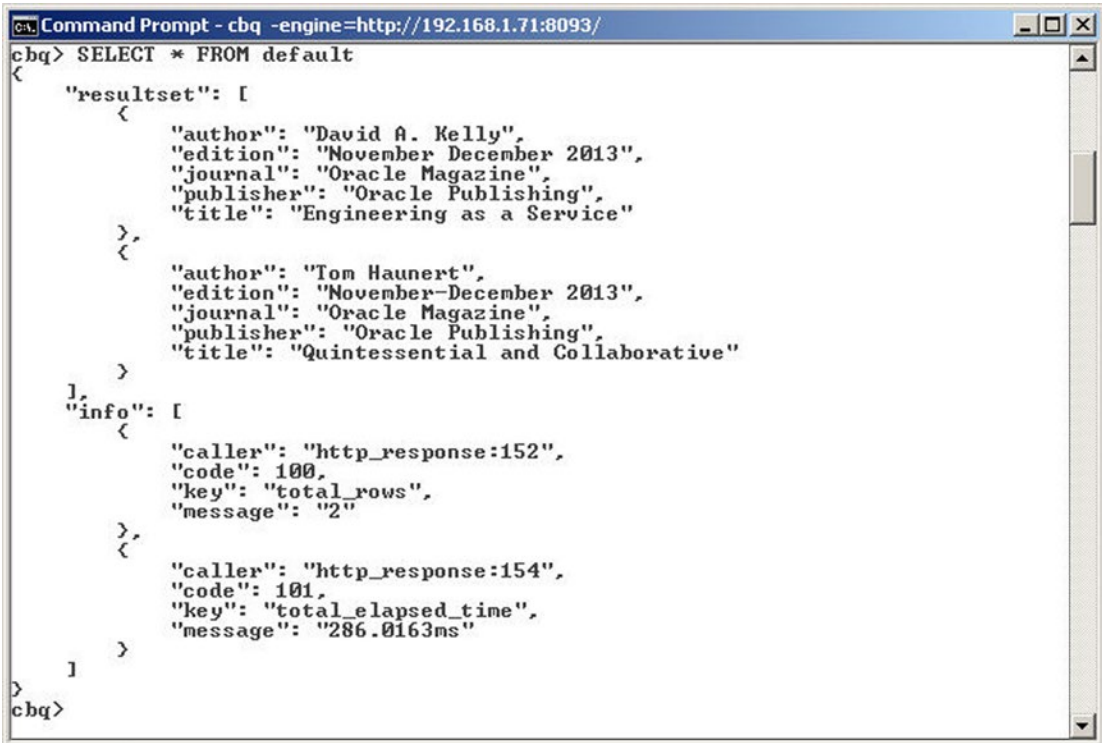 Command Prompt - cbq -engine=http://192.168.1.71:8093/
cbq> SELECT * FROM default
{
"resultset": [
{
"author": "David A. Kelly",
"edition": "November December 2013",
"journal": "Oracle Magazine",
"publisher": "Oracle Publishing",
"title": "Engineering as a Service"
},
{
"author": "Tom Haunert",
"edition": "November-December 2013",
"journal": "Oracle Magazine",
"publisher": "Oracle Publishing",
"title": "Quintessential and Collaborative"
}
],
"info": [
{
"caller": "http_response:152",
"code": 100,
"key": "total_rows",
"message": "2"
},
{
"caller": "http_response:154",
"code": 101,
"key": "total_elapsed_time",
"message": "286.0163ms"
}
]
}
cbq>